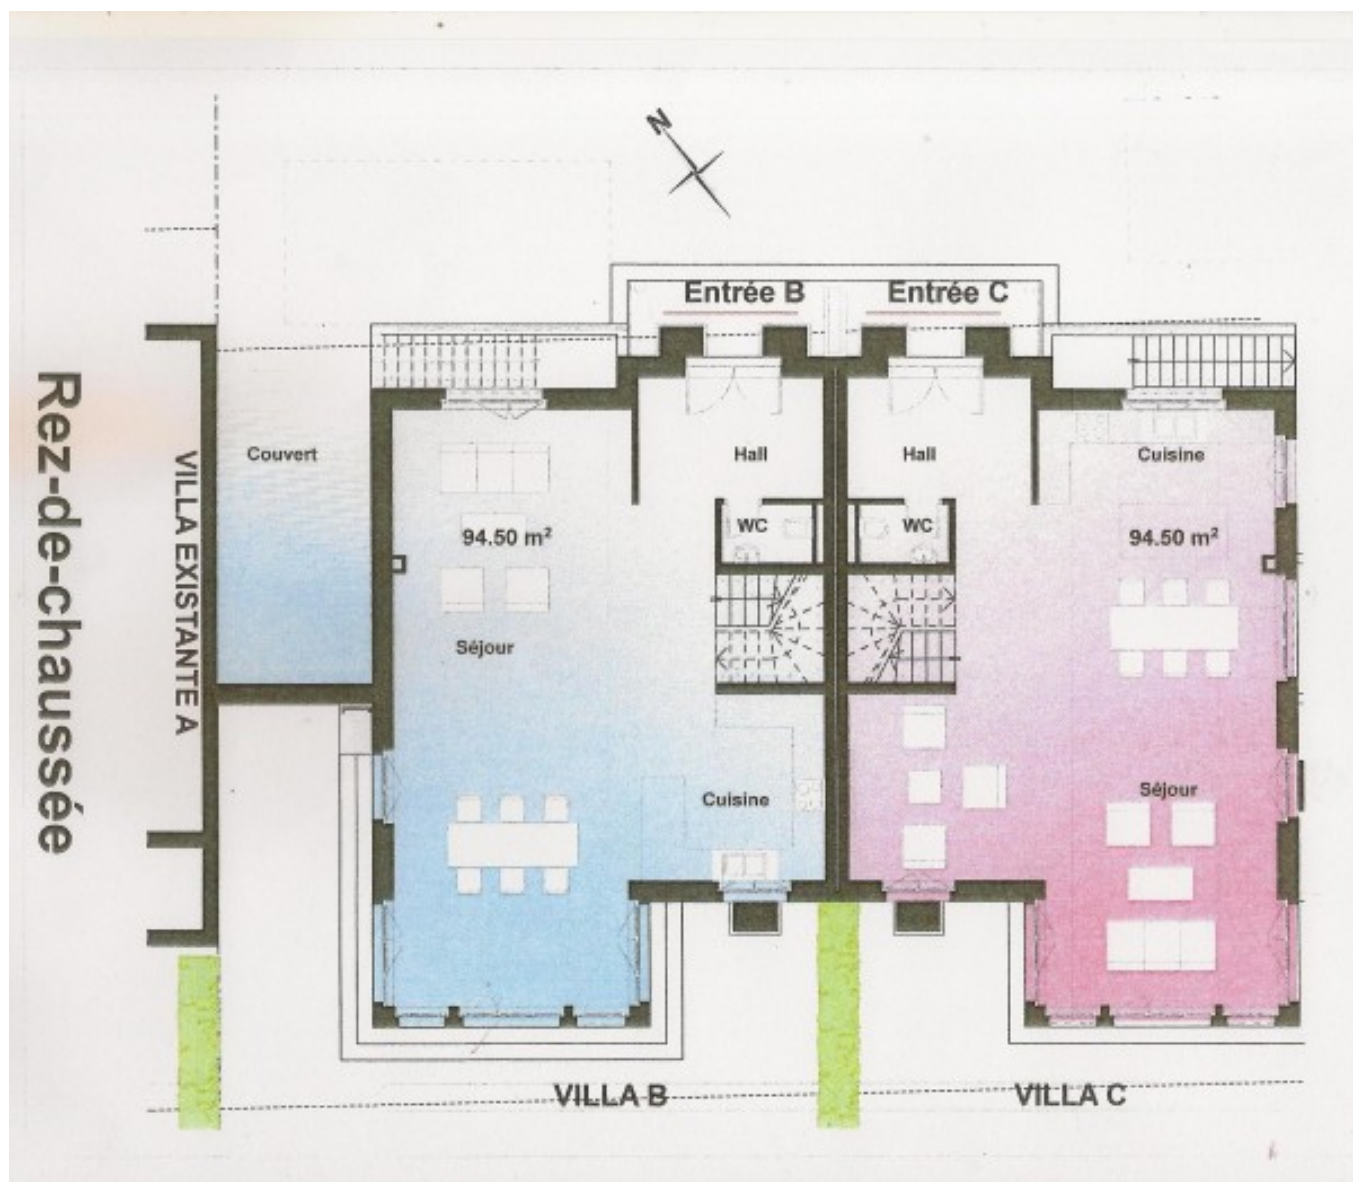 N
Entrée B
Entrée C
Couvert
Hall
Hall
Cuisine
WC
WC
94.50 m²
94.50 m²
Séjour
Cuisine
Séjour
VILLA B
VILLA C
VILLA EXISTANTE A
Rez-de-chaussée